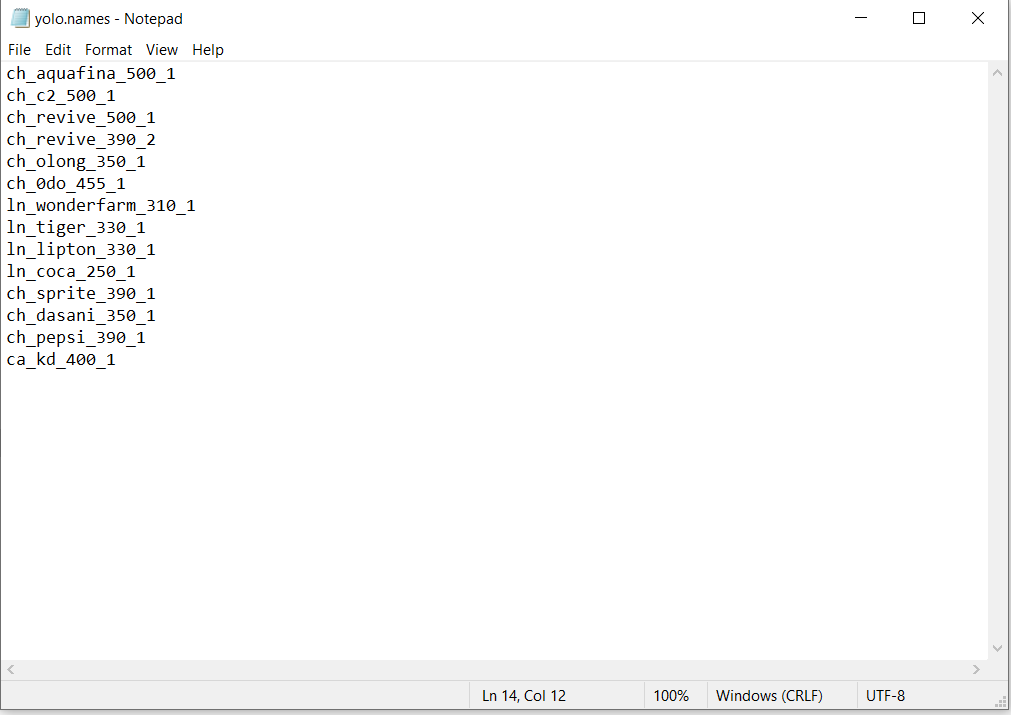 yolo.names - Notepad
File Edit Format View Help
ch_aquafina_500_1
ch_c2_500_1
ch_revive_500_1
ch_revive_390_2
ch_olong_350_1
ch_0do_455_1
ln_wonderfarm_310_1
ln_tiger_330_1
ln_lipton_330_1
ln_coca_250_1
ch_sprite_390_1
ch_dasani_350_1
ch_pepsi_390_1
ca_kd_400_1
Ln 14, Col 12 100% Windows (CRLF) UTF-8